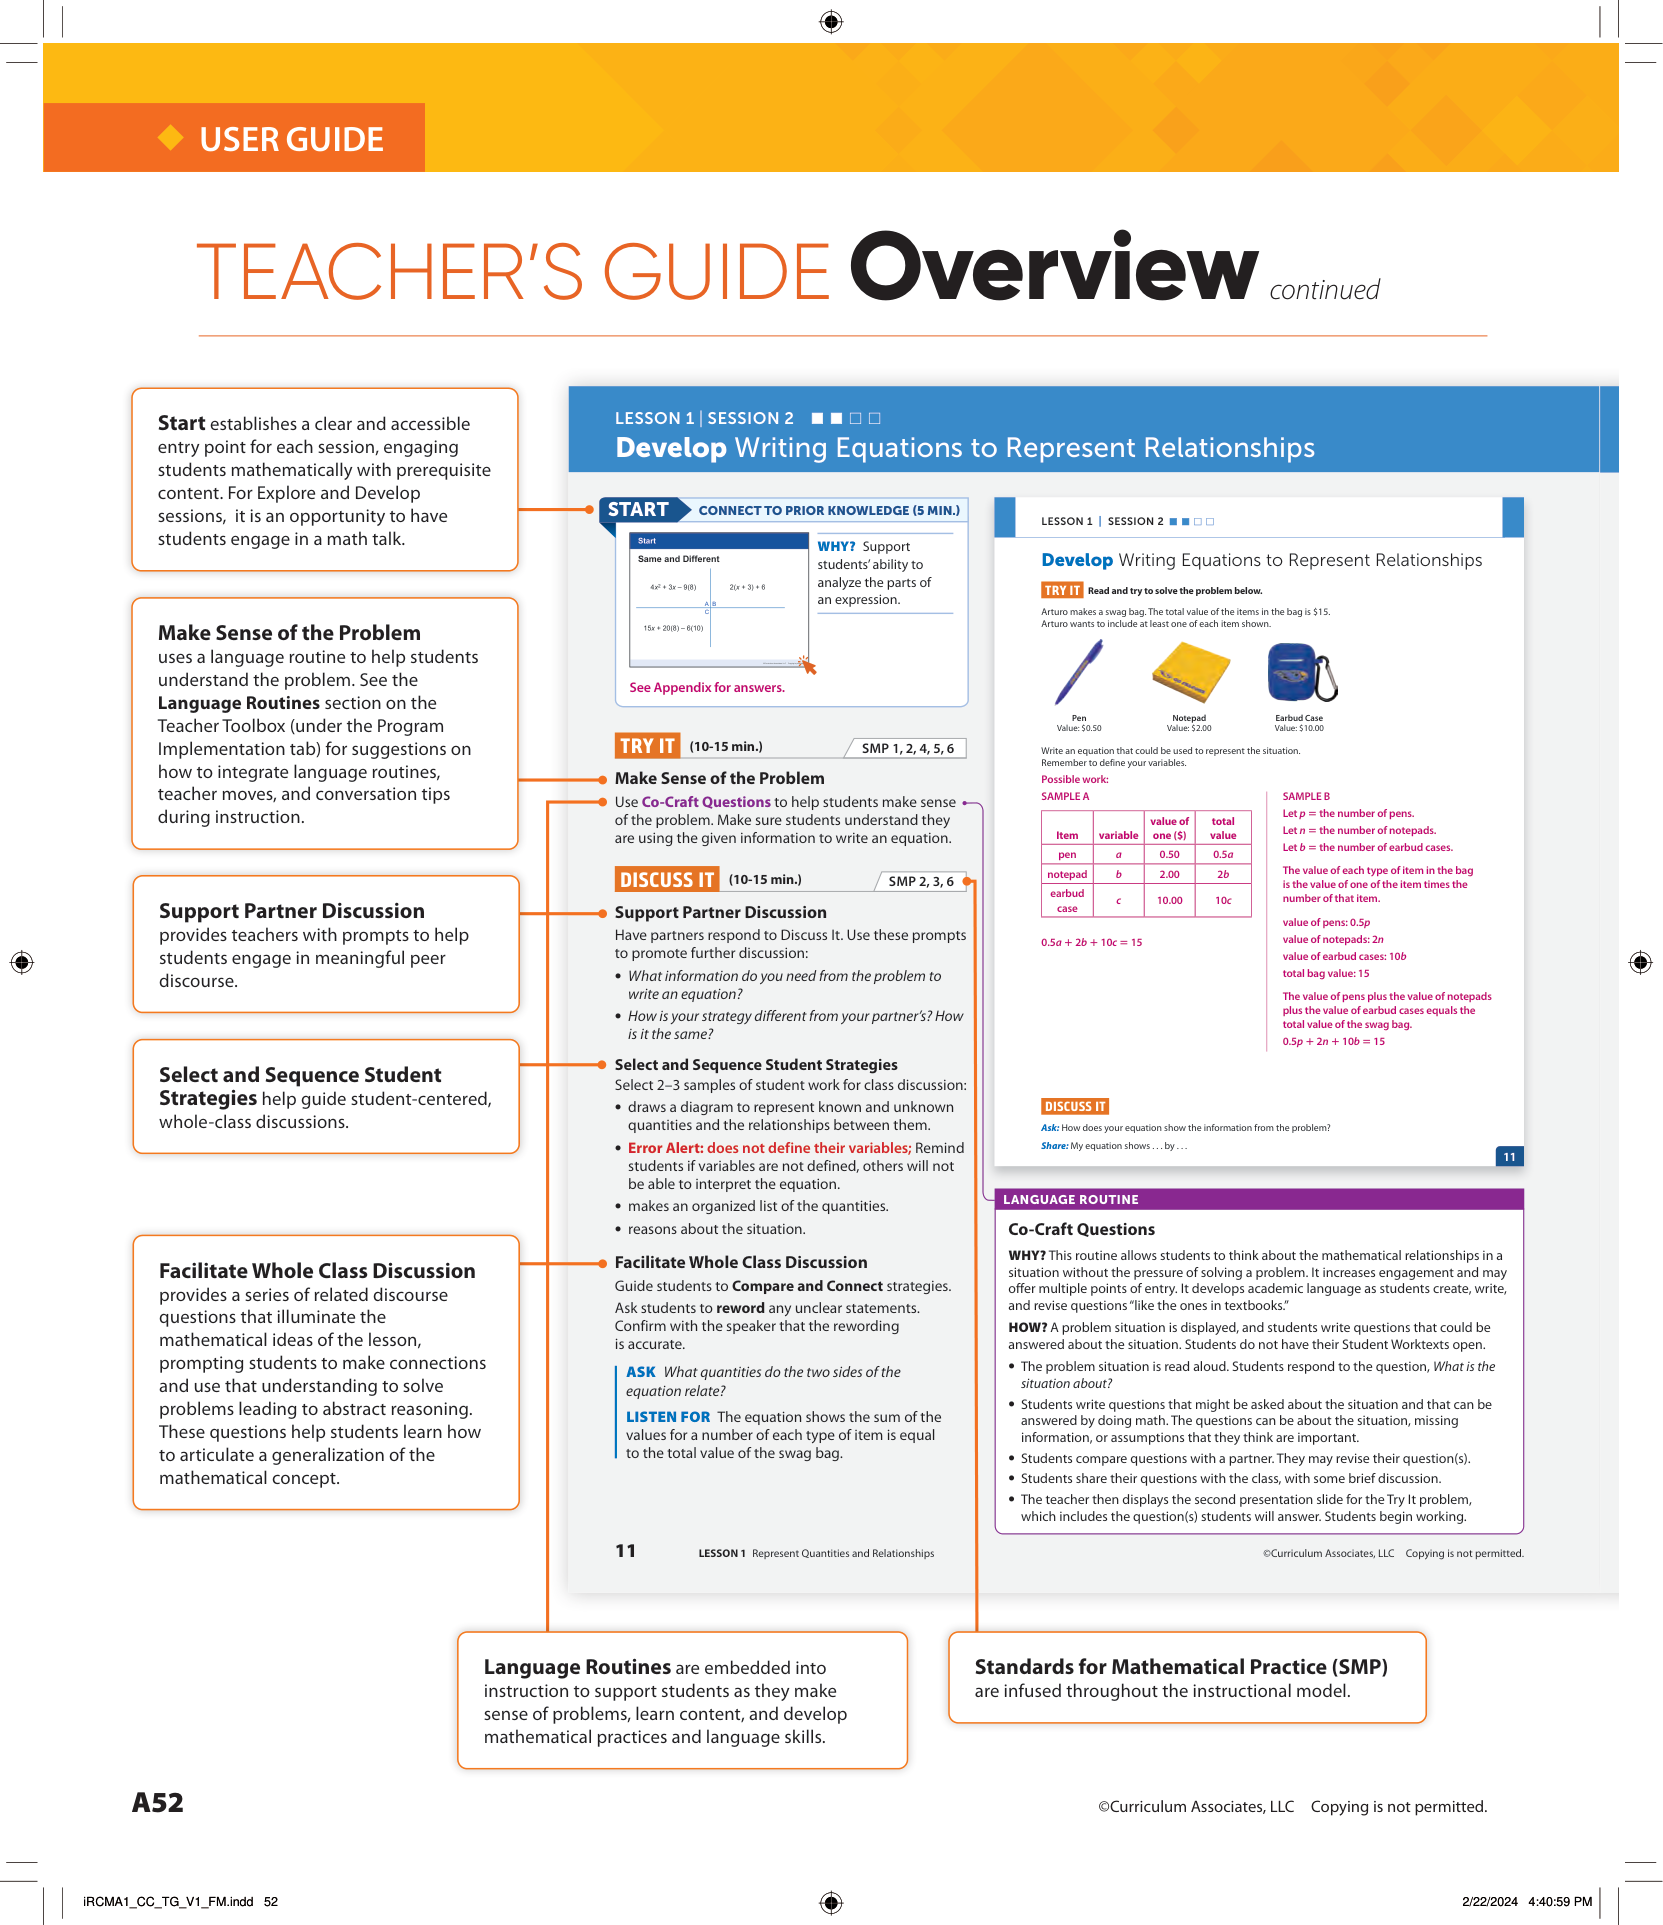 USER GUIDE
TEACHER'S GUIDE Overview continued
Start establishes a clear and accessible
entry point for each session, engaging
students mathematically with prerequisite
content. For Explore and Develop
sessions, it is an opportunity to have
students engage in a math talk.
Make Sense of the Problem
uses a language routine to help students
understand the problem. See the
Language Routines section on the
Teacher Toolbox (under the Program
Implementation tab) for suggestions on
how to integrate language routines,
teacher moves, and conversation tips
during instruction.
Support Partner Discussion
provides teachers with prompts to help
students engage in meaningful peer
discourse.
Select and Sequence Student
Strategies help guide student-centered,
whole-class discussions.
Facilitate Whole Class Discussion
provides a series of related discourse
questions that illuminate the
mathematical ideas of the lesson,
prompting students to make connections
and use that understanding to solve
problems leading to abstract reasoning.
These questions help students learn how
to articulate a generalization of the
mathematical concept.
LESSON 1 | SESSION 2
Develop Writing Equations to Represent Relationships
START CONNECT TO PRIOR KNOWLEDGE (5 MIN.)
Start
Same and Different
4x² + 3x – 9(8)
2(x + 3) + 6
A B
C
15x + 20(8) – 6(10)
WHY? Support
students' ability to
analyze the parts of
an expression.
See Appendix for answers.
TRY IT (10-15 min.) SMP 1, 2, 4, 5, 6
Make Sense of the Problem
Use Co-Craft Questions to help students make sense
of the problem. Make sure students understand they
are using the given information to write an equation.
DISCUSS IT (10-15 min.) SMP 2, 3, 6
Support Partner Discussion
Have partners respond to Discuss It. Use these prompts
to promote further discussion:
• What information do you need from the problem to
write an equation?
• How is your strategy different from your partner's? How
is it the same?
Select and Sequence Student Strategies
Select 2–3 samples of student work for class discussion:
• draws a diagram to represent known and unknown
quantities and the relationships between them.
• Error Alert: does not define their variables; Remind
students if variables are not defined, others will not
be able to interpret the equation.
• makes an organized list of the quantities.
• reasons about the situation.
Facilitate Whole Class Discussion
Guide students to Compare and Connect strategies.
Ask students to reword any unclear statements.
Confirm with the speaker that the rewording
is accurate.
ASK What quantities do the two sides of the
equation relate?
LISTEN FOR The equation shows the sum of the
values for a number of each type of item is equal
to the total value of the swag bag.
LESSON 1 | SESSION 2
Develop Writing Equations to Represent Relationships
TRY IT Read and try to solve the problem below.
Arturo makes a swag bag. The total value of the items in the bag is $15.
Arturo wants to include at least one of each item shown.
Pen
Value: $0.50
Notepad
Value: $2.00
Earbud Case
Value: $10.00
Write an equation that could be used to represent the situation.
Remember to define your variables.
Possible work:
SAMPLE A
Item variable value of one ($) total value
pen a 0.50 0.5a
notepad b 2.00 2b
earbud case c 10.00 10c
0.5a + 2b + 10c = 15
SAMPLE B
Let p = the number of pens.
Let n = the number of notepads.
Let b = the number of earbud cases.
The value of each type of item in the bag
is the value of one of the item times the
number of that item.
value of pens: 0.5p
value of notepads: 2n
value of earbud cases: 10b
total bag value: 15
The value of pens plus the value of notepads
plus the value of earbud cases equals the
total value of the swag bag.
0.5p + 2n + 10b = 15
DISCUSS IT
Ask: How does your equation show the information from the problem?
Share: My equation shows . . . by . . .
11
LANGUAGE ROUTINE
Co-Craft Questions
WHY? This routine allows students to think about the mathematical relationships in a
situation without the pressure of solving a problem. It increases engagement and may
offer multiple points of entry. It develops academic language as students create, write,
and revise questions “like the ones in textbooks.”
HOW? A problem situation is displayed, and students write questions that could be
answered about the situation. Students do not have their Student Worktexts open.
• The problem situation is read aloud. Students respond to the question, What is the
situation about?
• Students write questions that might be asked about the situation and that can be
answered by doing math. The questions can be about the situation, missing
information, or assumptions that they think are important.
• Students compare questions with a partner. They may revise their question(s).
• Students share their questions with the class, with some brief discussion.
• The teacher then displays the second presentation slide for the Try It problem,
which includes the question(s) students will answer. Students begin working.
11 LESSON 1 Represent Quantities and Relationships
©Curriculum Associates, LLC Copying is not permitted.
Language Routines are embedded into
instruction to support students as they make
sense of problems, learn content, and develop
mathematical practices and language skills.
Standards for Mathematical Practice (SMP)
are infused throughout the instructional model.
A52
©Curriculum Associates, LLC Copying is not permitted.
iRCMA1_CC_TG_V1_FM.indd 52
2/22/2024 4:40:59 PM